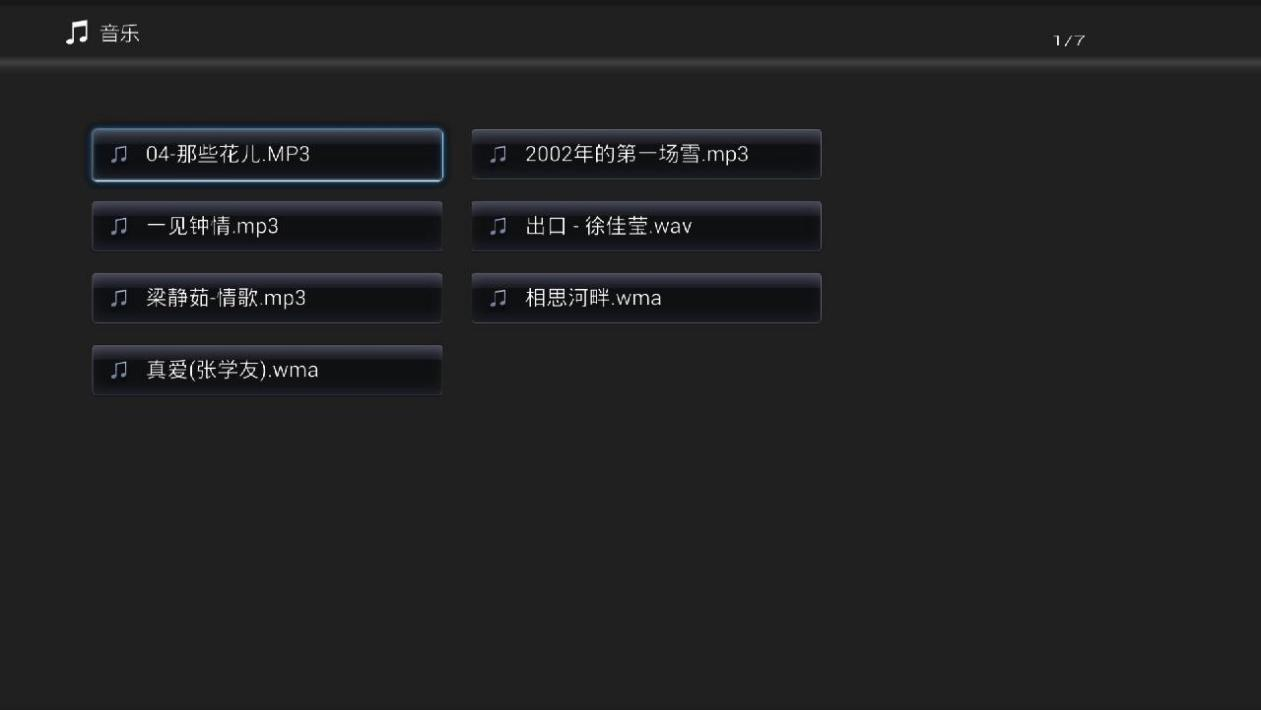 音乐
1/7
04-那些花儿.MP3
2002年的第一场雪.mp3
一见钟情.mp3
出口 - 徐佳莹.wav
梁静茹-情歌.mp3
相思河畔.wma
真爱(张学友).wma